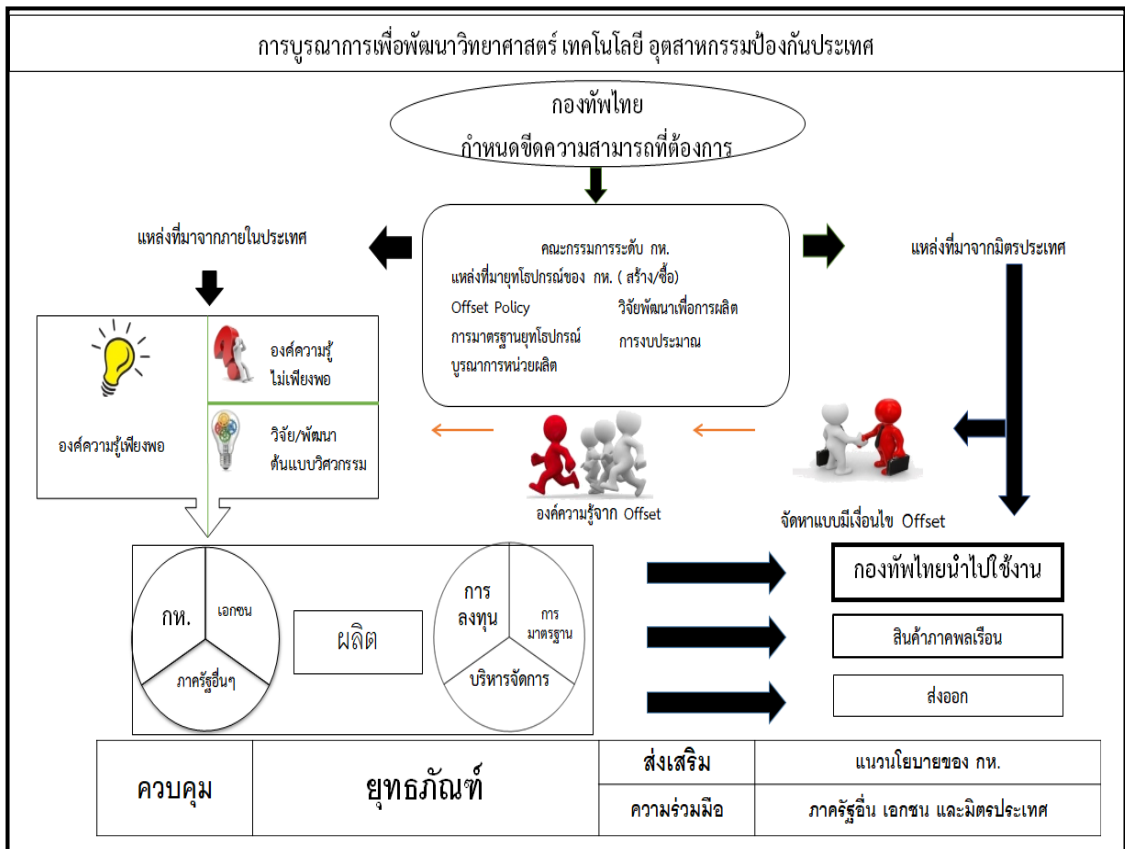 การบูรณาการเพื่อพัฒนาวิทยาศาสตร์ เทคโนโลยี อุตสาหกรรมป้องกันประเทศ
กองทัพไทย
กำหนดขีดความสามารถที่ต้องการ
แหล่งที่มาจากภายในประเทศ
คณะกรรมการระดับ กห.
แหล่งที่มายุทโธปกรณ์ของ กห. ( สร้าง/ซื้อ)
Offset Policy วิจัยพัฒนาเพื่อการผลิต
การมาตรฐานยุทโธปกรณ์ การงบประมาณ
บูรณาการหน่วยผลิต
แหล่งที่มาจากมิตรประเทศ
องค์ความรู้
ไม่เพียงพอ
องค์ความรู้เพียงพอ
วิจัย/พัฒนา
ต้นแบบวิศวกรรม
องค์ความรู้จาก Offset
จัดหาแบบมีเงื่อนไข Offset
กห.
เอกชน
ภาครัฐอื่นๆ
ผลิต
การ
ลงทุน
การ
มาตรฐาน
บริหารจัดการ
กองทัพไทยนำไปใช้งาน
สินค้าภาคพลเรือน
ส่งออก
ควบคุม
ยุทธภัณฑ์
ส่งเสริม
แนวนโยบายของ กห.
ความร่วมมือ
ภาครัฐอื่น เอกชน และมิตรประเทศ